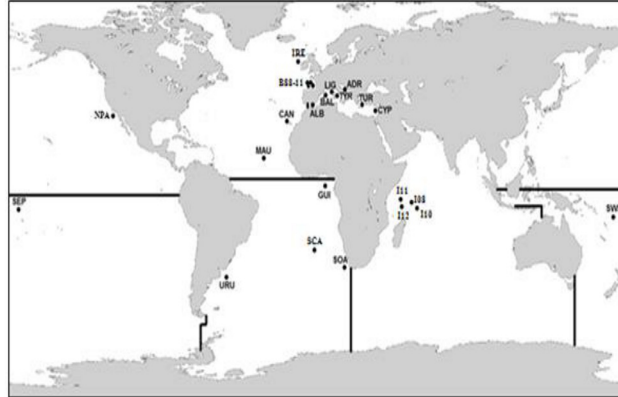 IRE
BS8-11
LIG
ADR
BAL
TYR
TUR
NPA
CAN
ALB
CYP
MAU
GUI
I11
I08
SEP
I12
I10
SW
SCA
SOA
URU